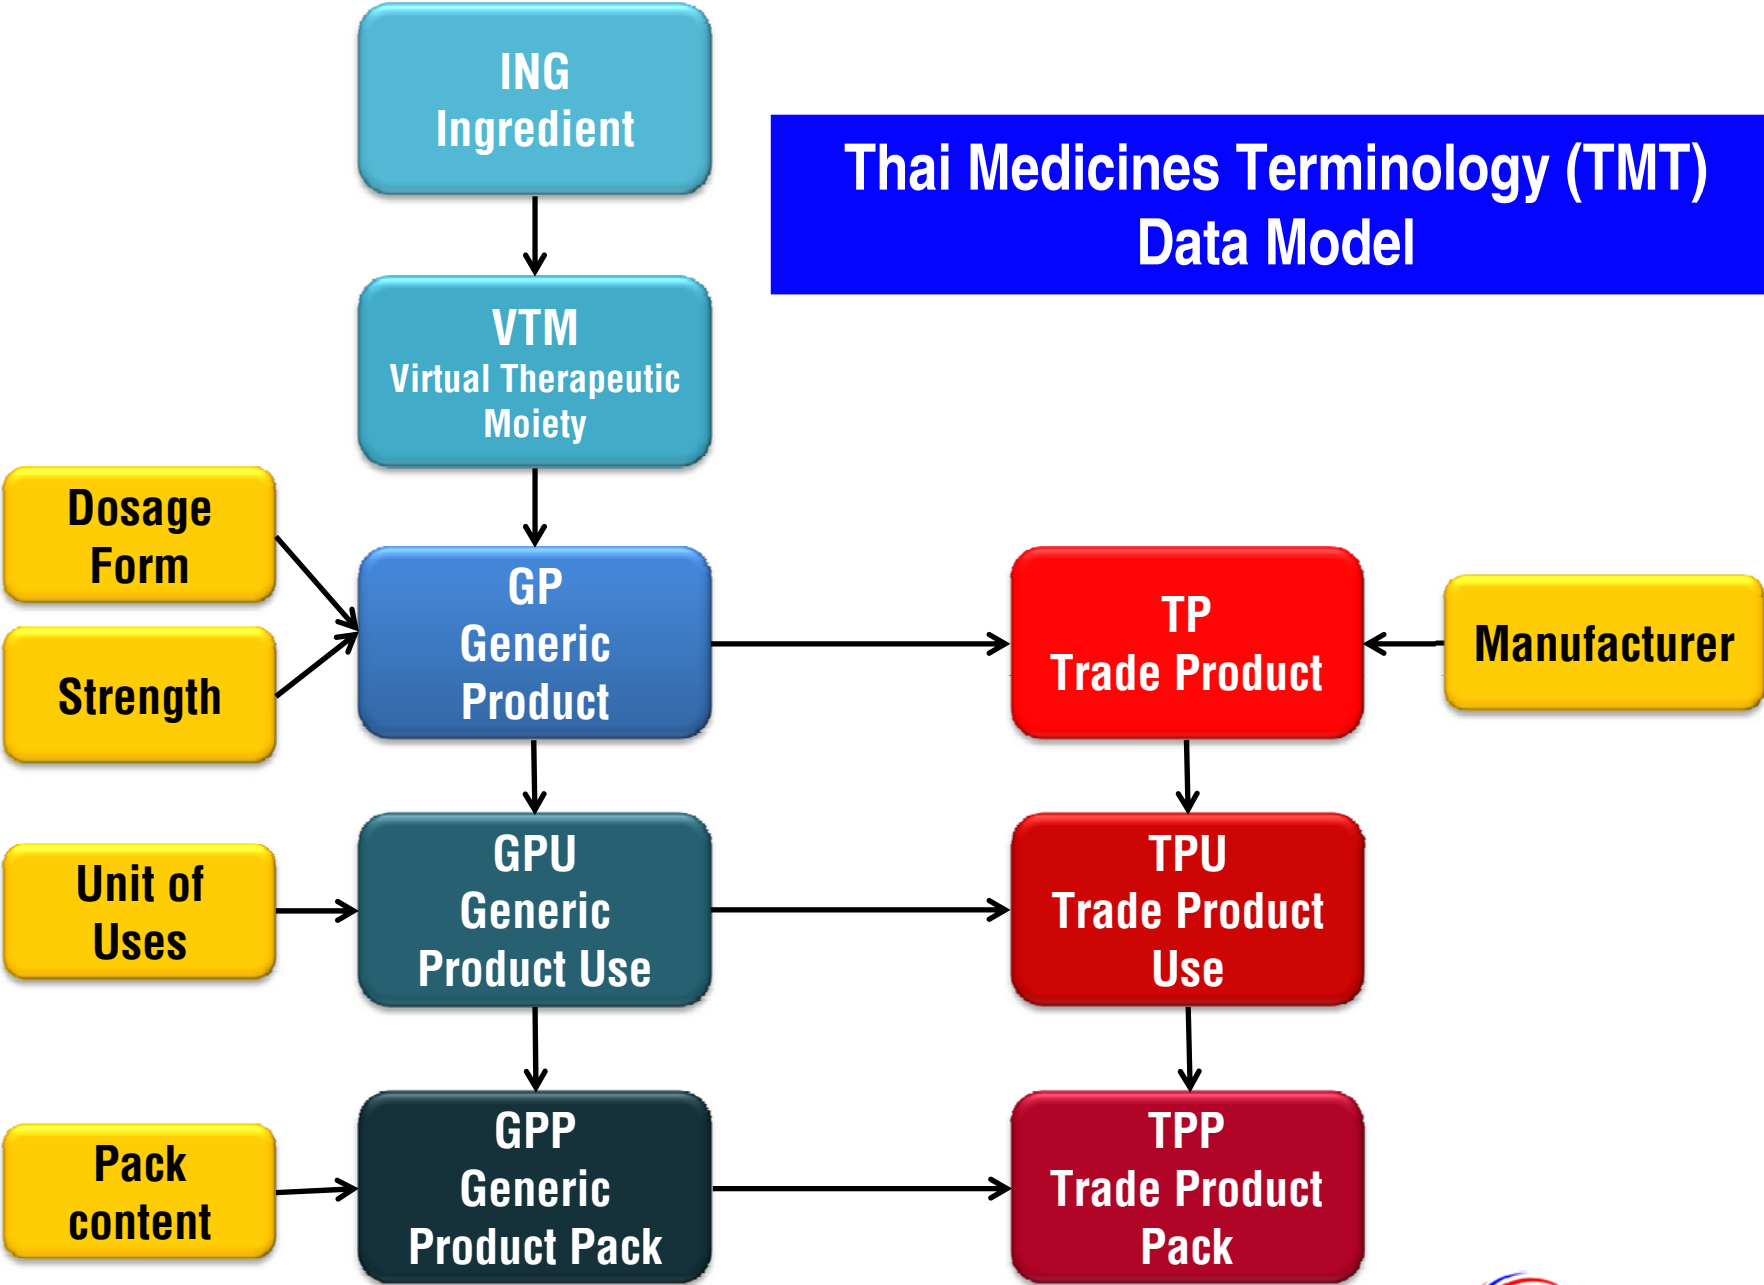 ING
Ingredient
Thai Medicines Terminology (TMT)
Data Model
VTM
Virtual Therapeutic
Moiety
Dosage
Form
Strength
GP
Generic
Product
TP
Trade Product
Manufacturer
Unit of
Uses
GPU
Generic
Product Use
TPU
Trade Product
Use
Pack
content
GPP
Generic
Product Pack
TPP
Trade Product
Pack